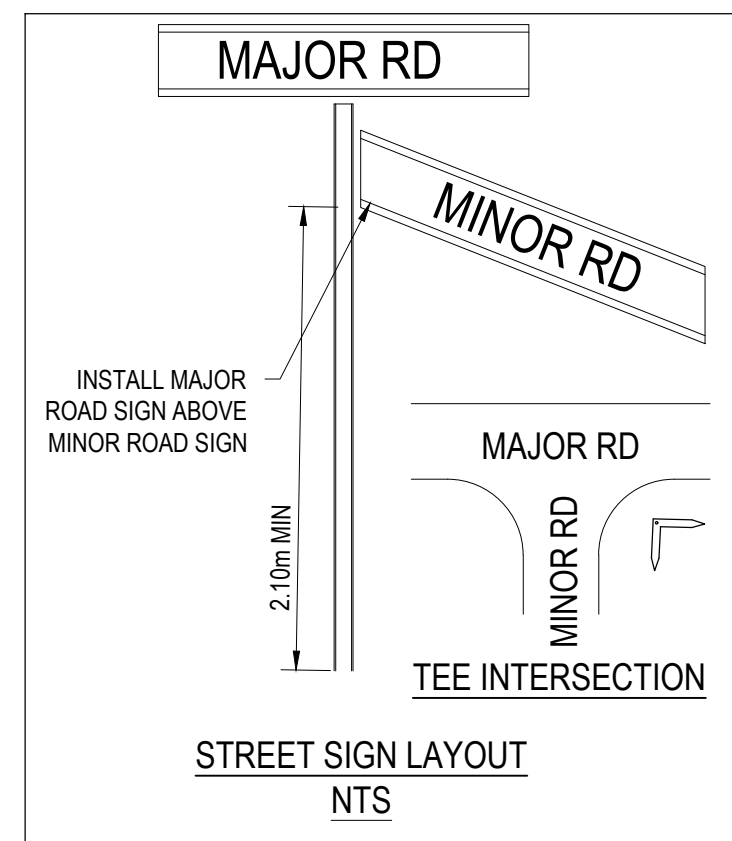 MAJOR RD
MINOR RD
INSTALL MAJOR
ROAD SIGN ABOVE
MINOR ROAD SIGN
2.10m MIN
MAJOR RD
MINOR RD
TEE INTERSECTION
STREET SIGN LAYOUT
NTS